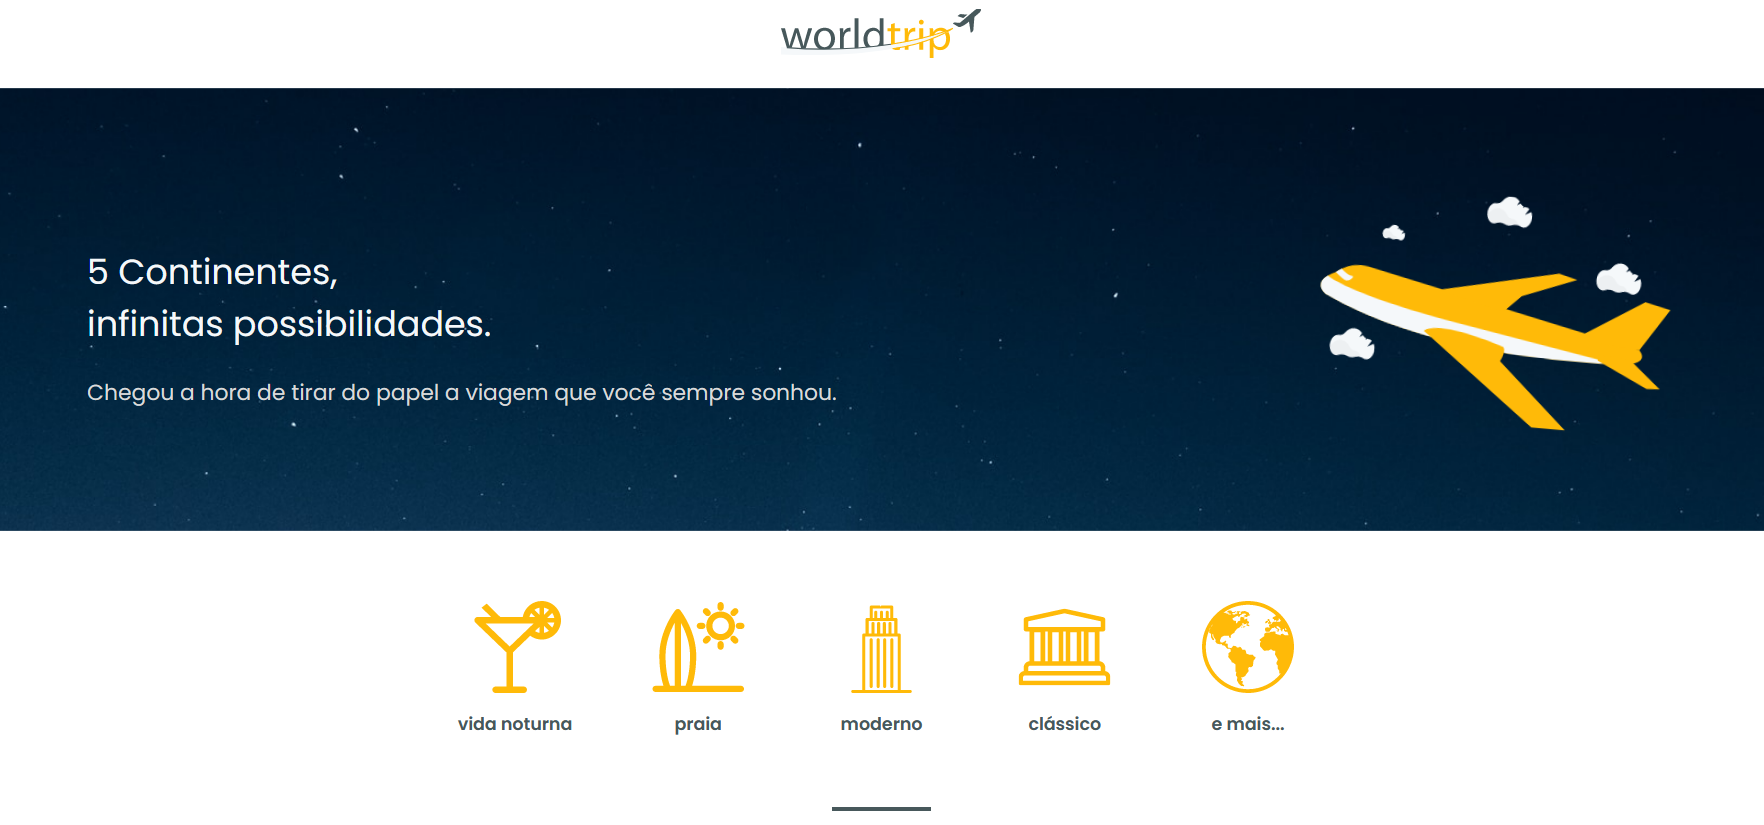 worldtrip
5 Continentes,
infinitas possibilidades.
Chegou a hora de tirar do papel a viagem que você sempre sonhou.
vida noturna
praia
moderno
clássico
e mais...